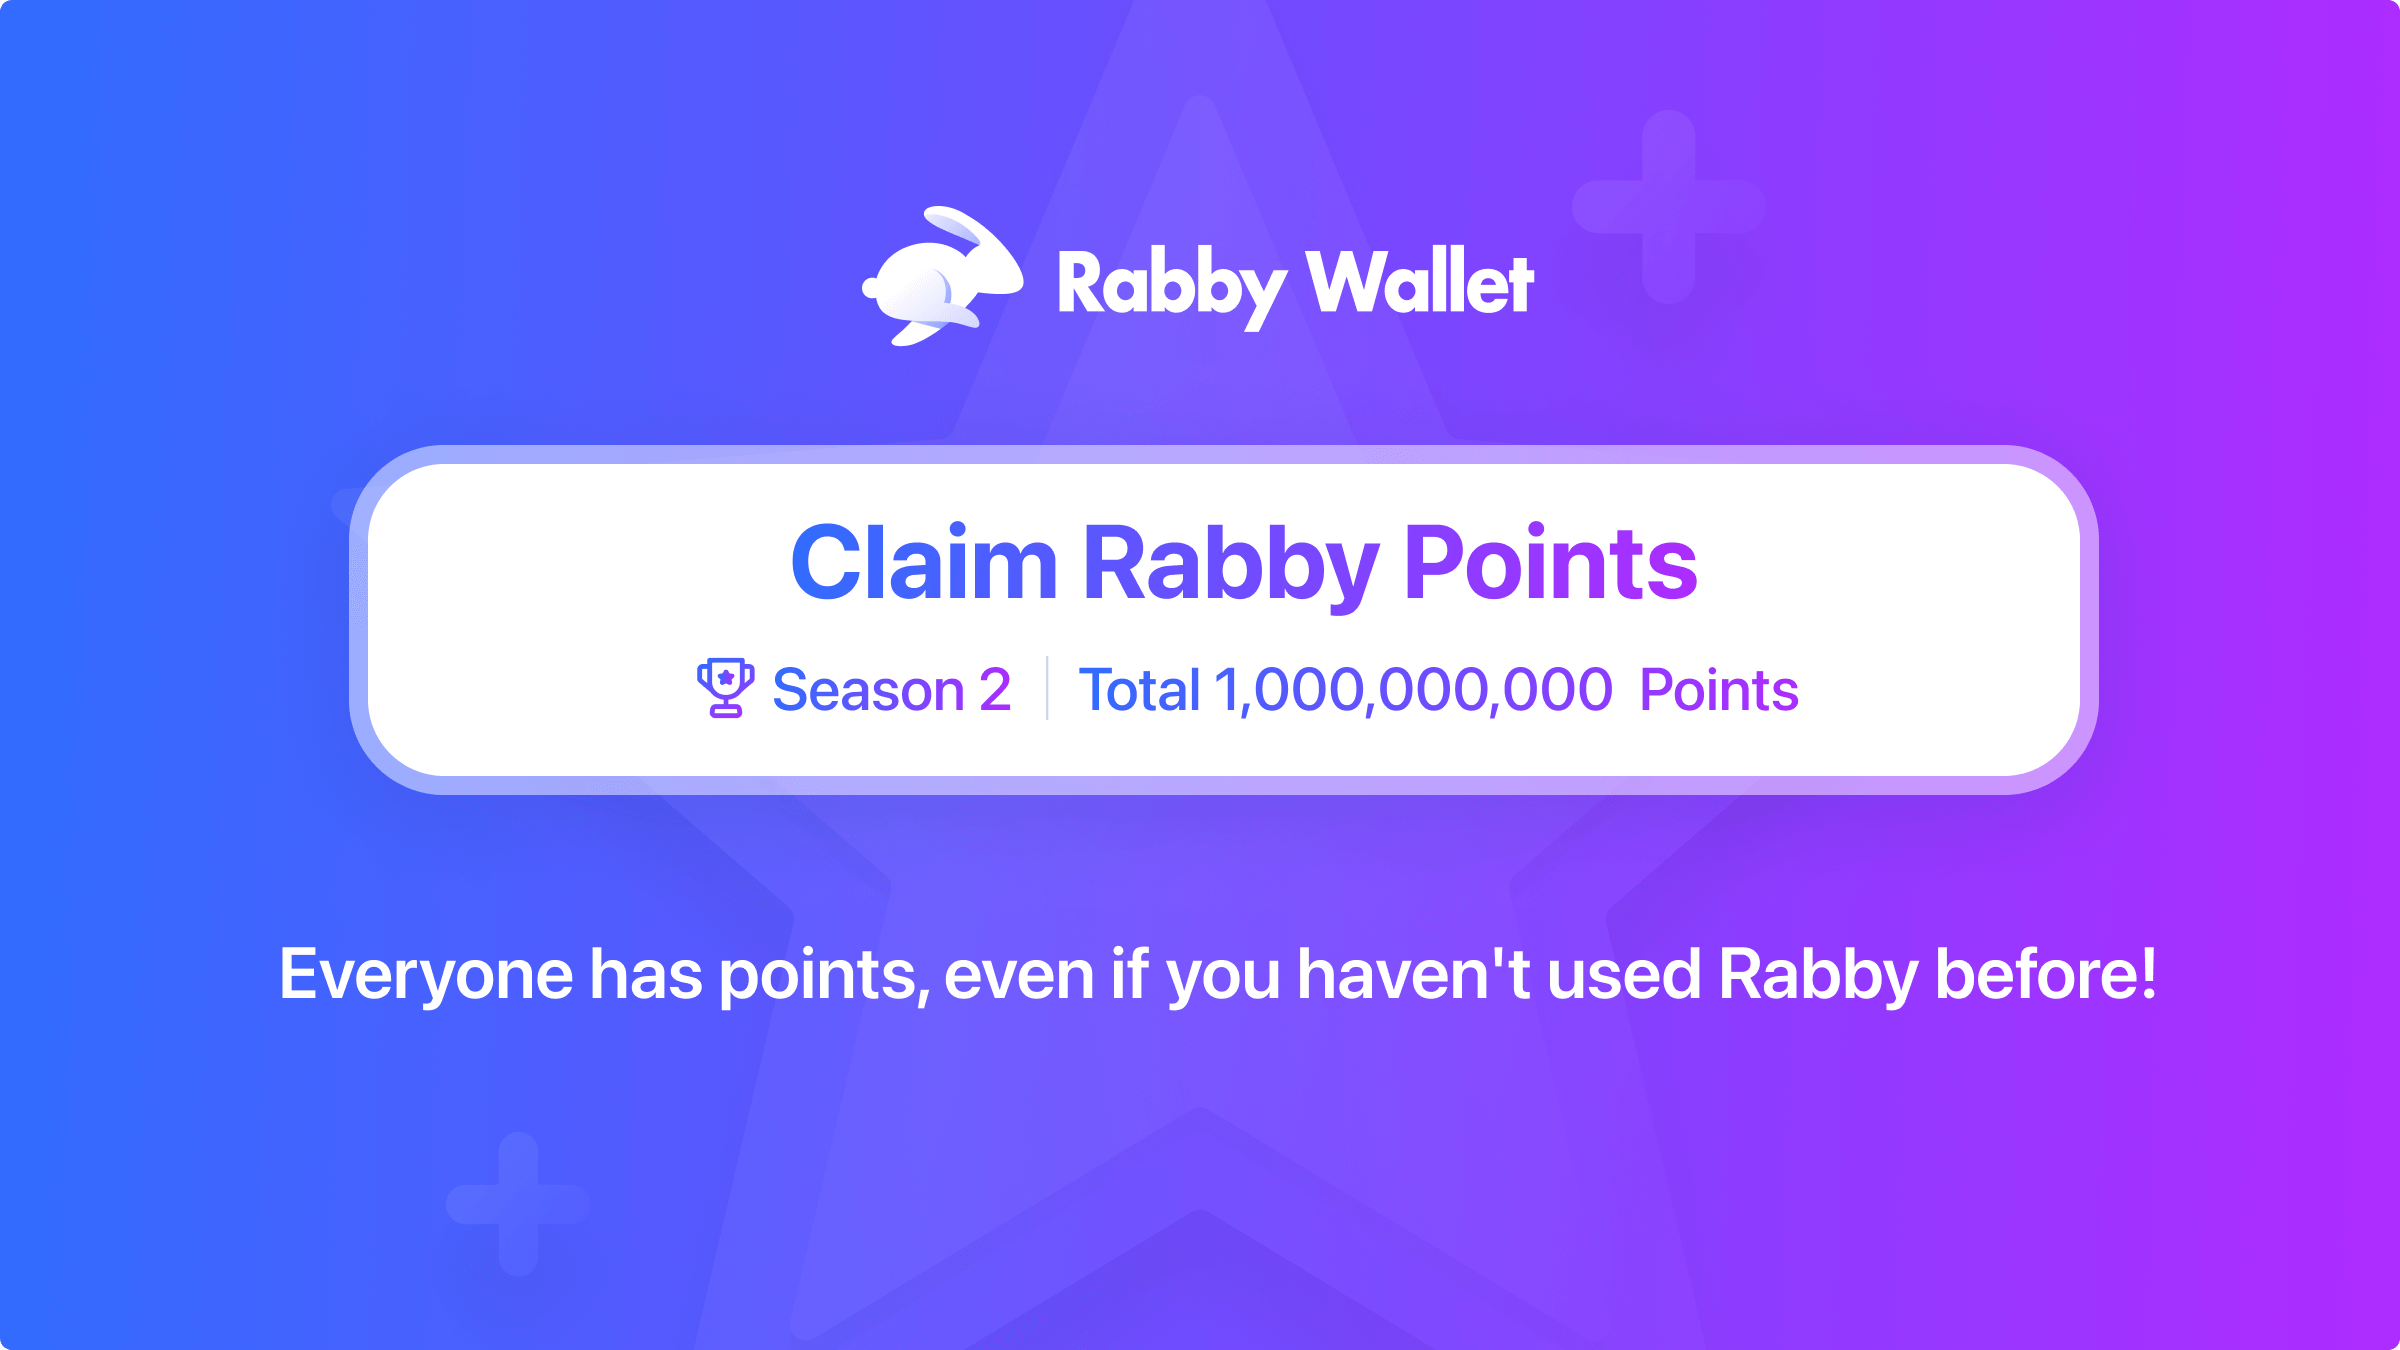 Rabby Wallet
Claim Rabby Points
Season 2 Total 1,000,000,000 Points
Everyone has points, even if you haven't used Rabby before!